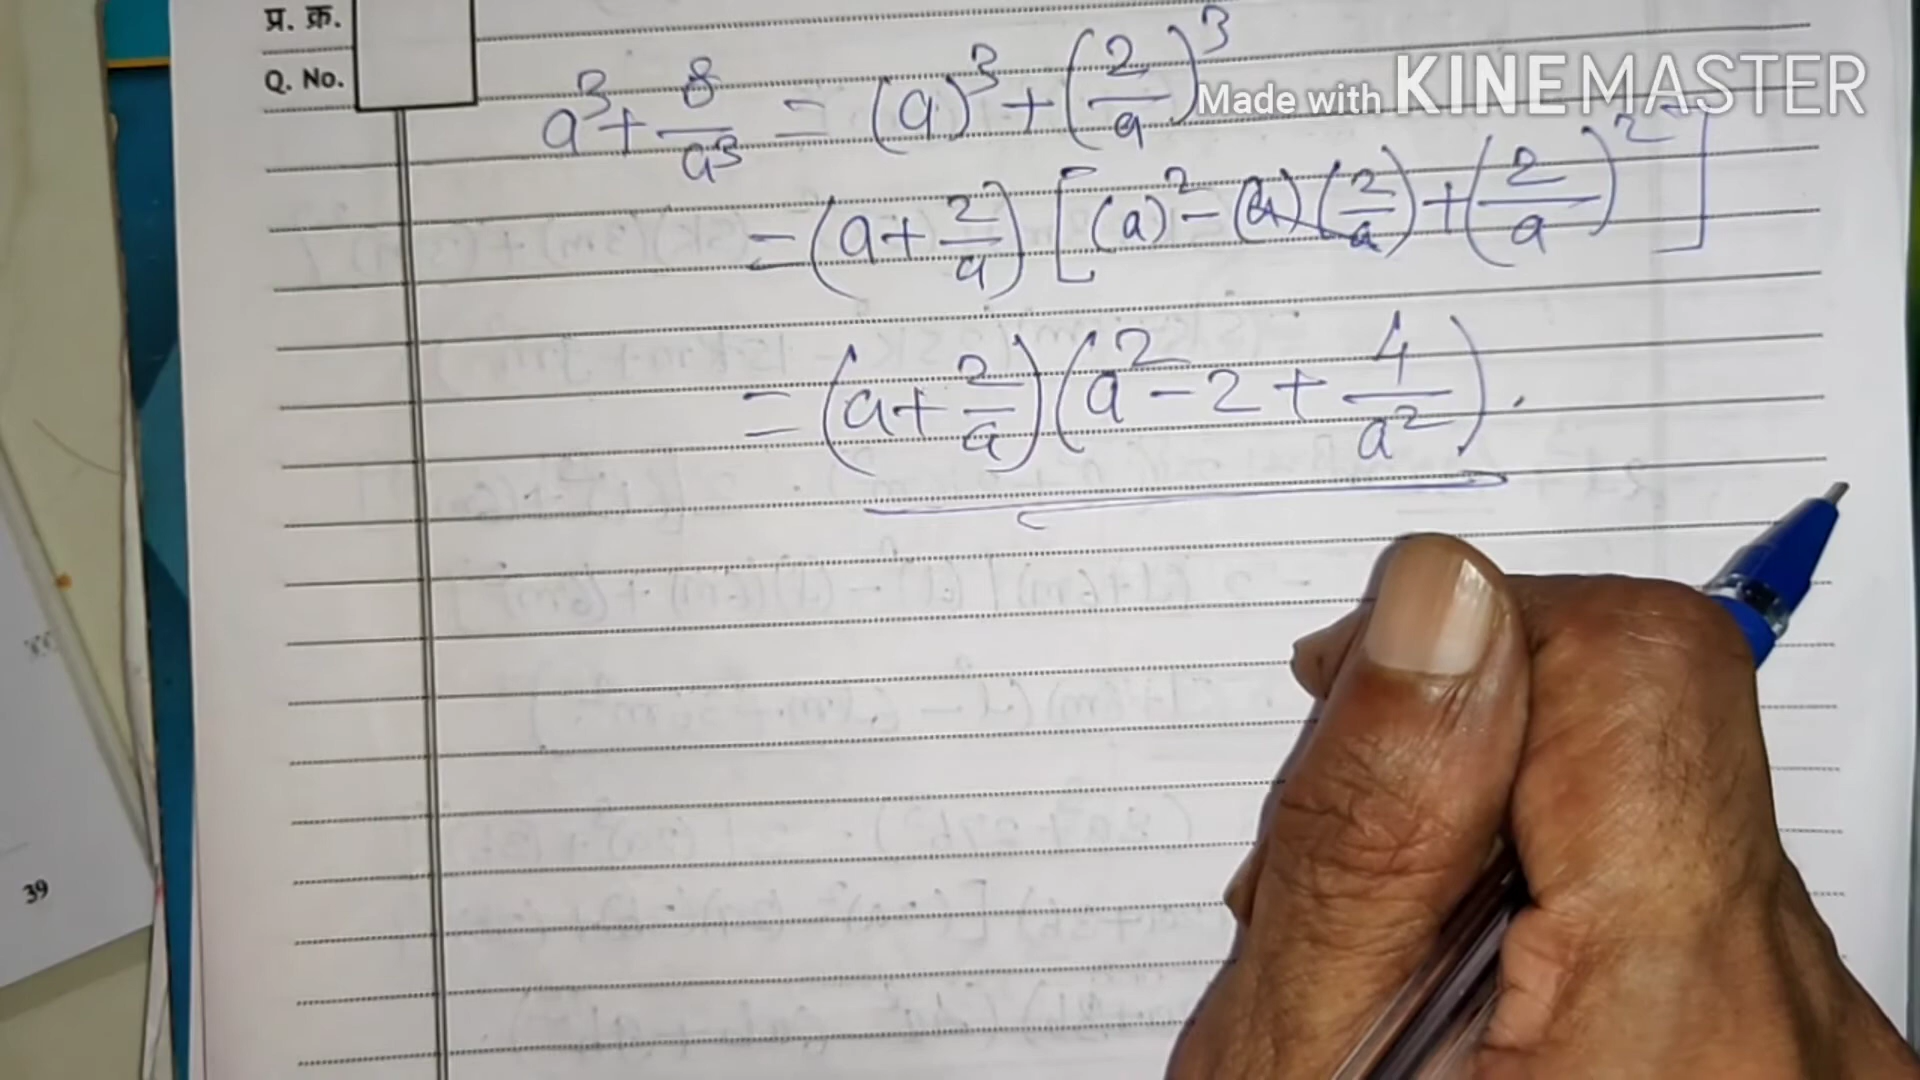 प्र. क्र.
Q. No.
a³ + 8/a³ = (a)³ + (2/a)³
Made with KINEMASTER
= (a + 2/a) [(a)² - (a)(2/a) + (2/a)²]
= (a + 2/a)(a² - 2 + 4/a²).
39